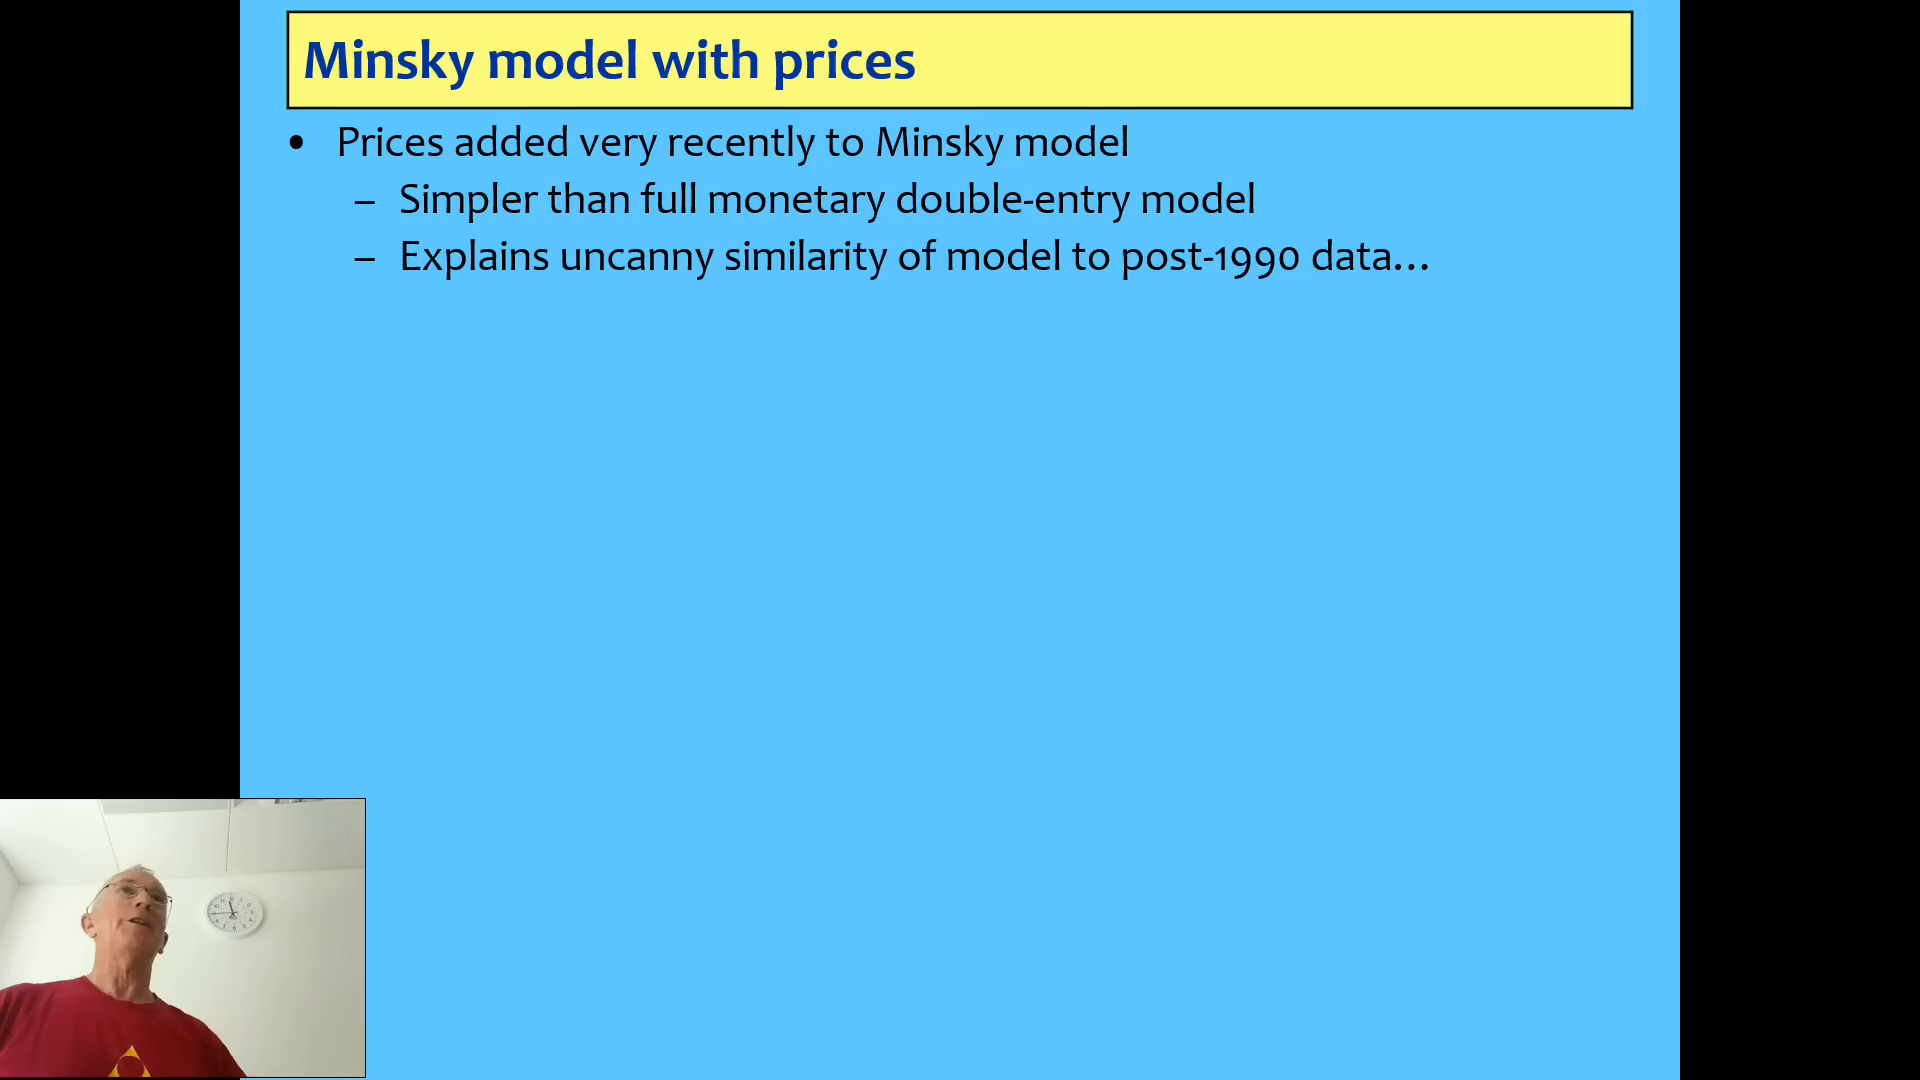 Minsky model with prices
• Prices added very recently to Minsky model
– Simpler than full monetary double-entry model
– Explains uncanny similarity of model to post-1990 data…